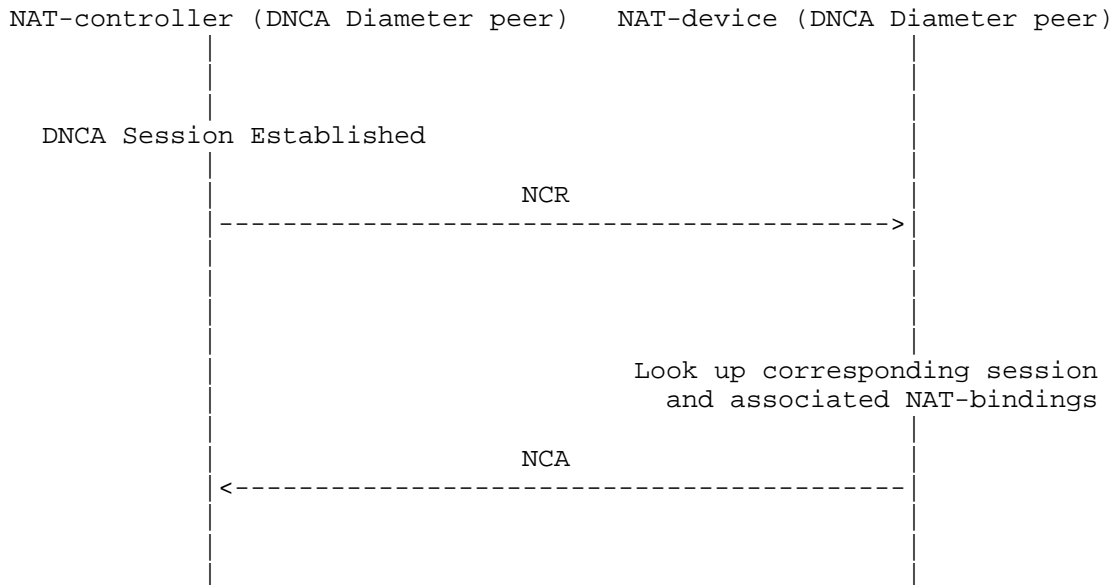 NAT-controller (DNCA Diameter peer) NAT-device (DNCA Diameter peer)
DNCA Session Established
NCR
Look up corresponding session
and associated NAT-bindings
NCA